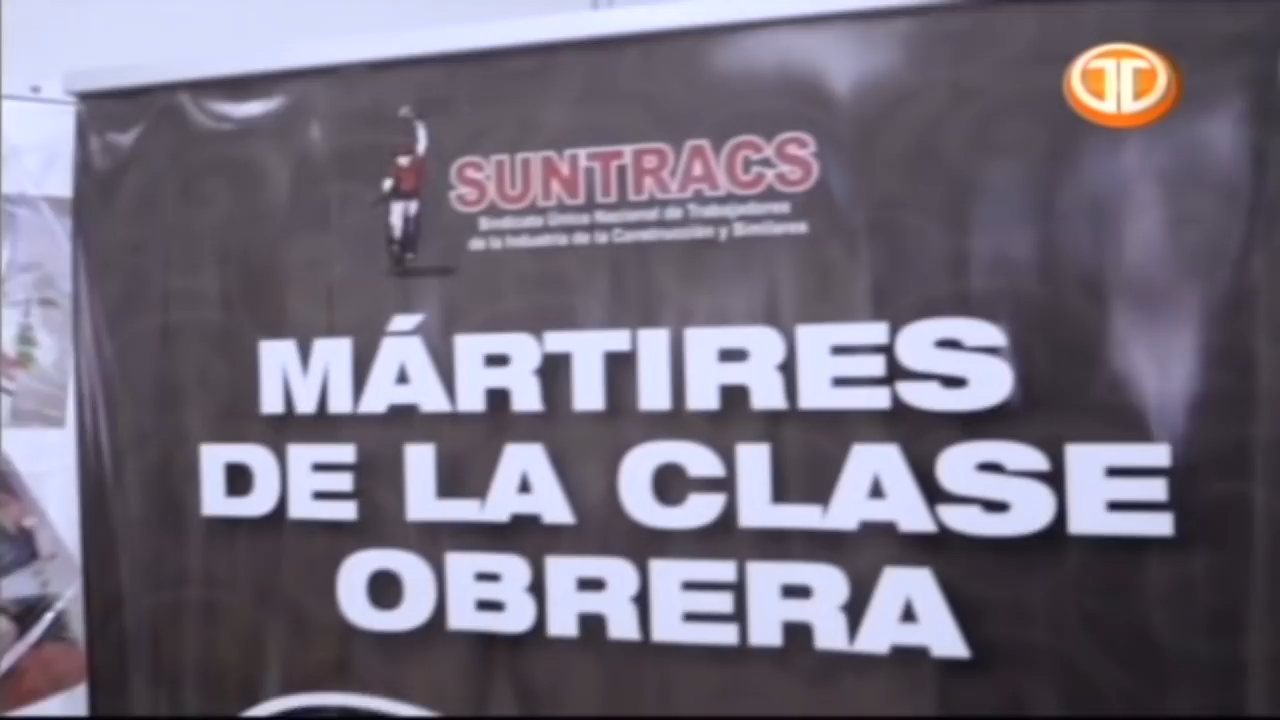 SUNTRACS
Sindicato Único Nacional de Trabajadores
de la Industria de la Construcción y Similares
MÁRTIRES
DE LA CLASE
OBRERA